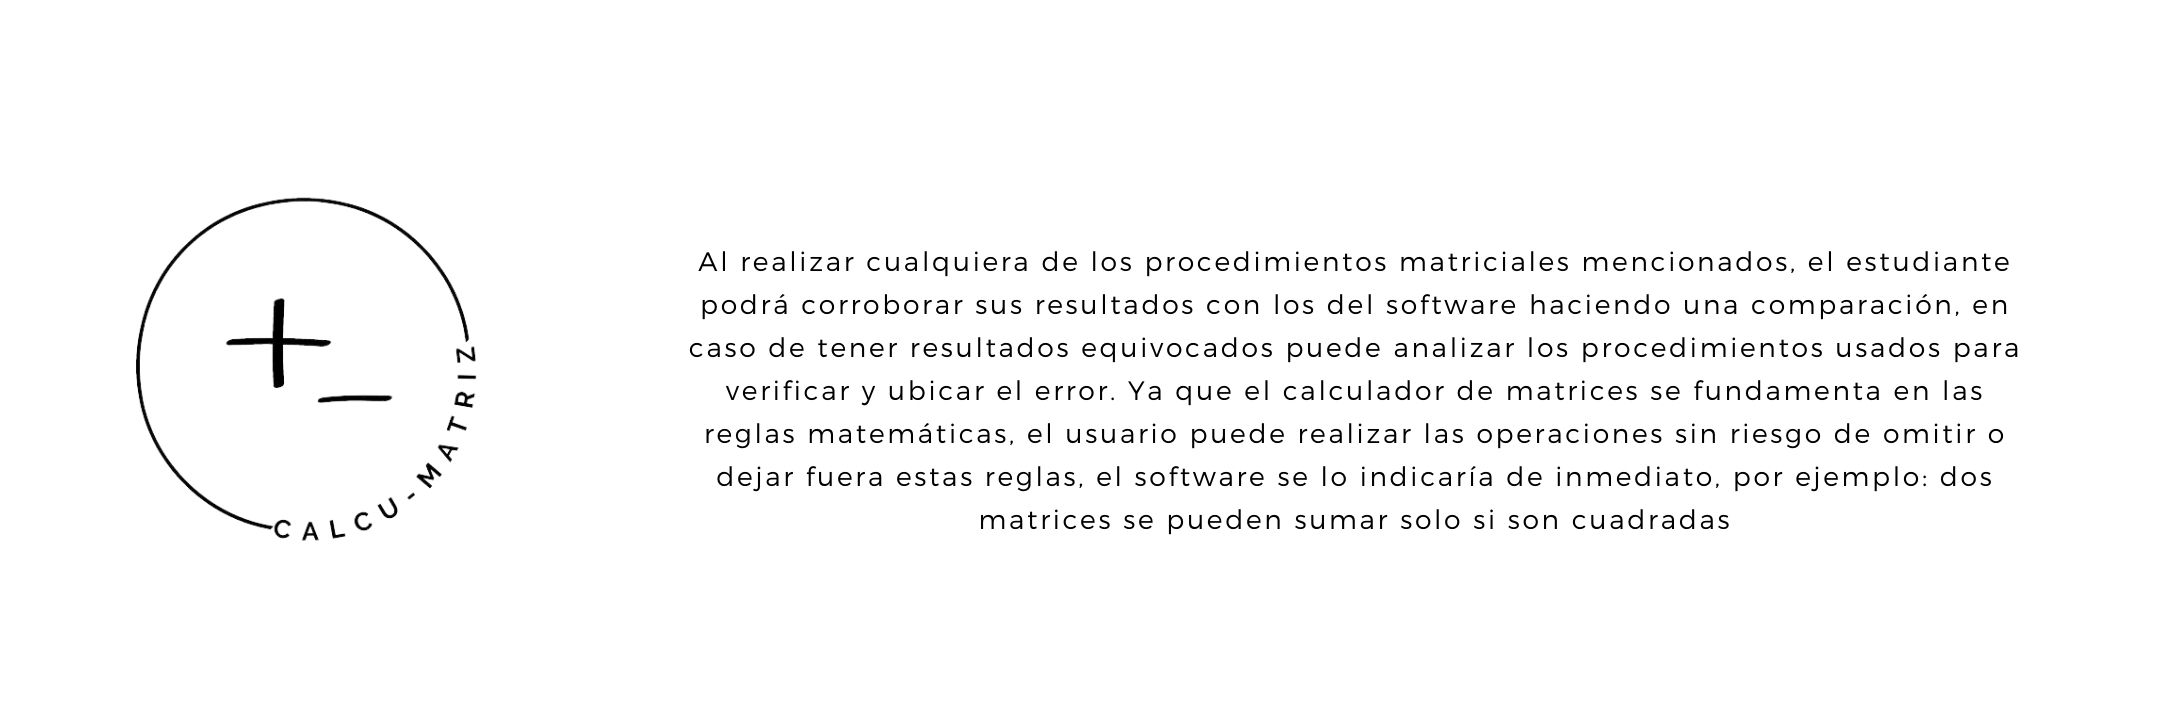 CALCU-MATRIZ
Al realizar cualquiera de los procedimientos matriciales mencionados, el estudiante
podrá corroborar sus resultados con los del software haciendo una comparación, en
caso de tener resultados equivocados puede analizar los procedimientos usados para
verificar y ubicar el error. Ya que el calculador de matrices se fundamenta en las
reglas matemáticas, el usuario puede realizar las operaciones sin riesgo de omitir o
dejar fuera estas reglas, el software se lo indicaría de inmediato, por ejemplo: dos
matrices se pueden sumar solo si son cuadradas